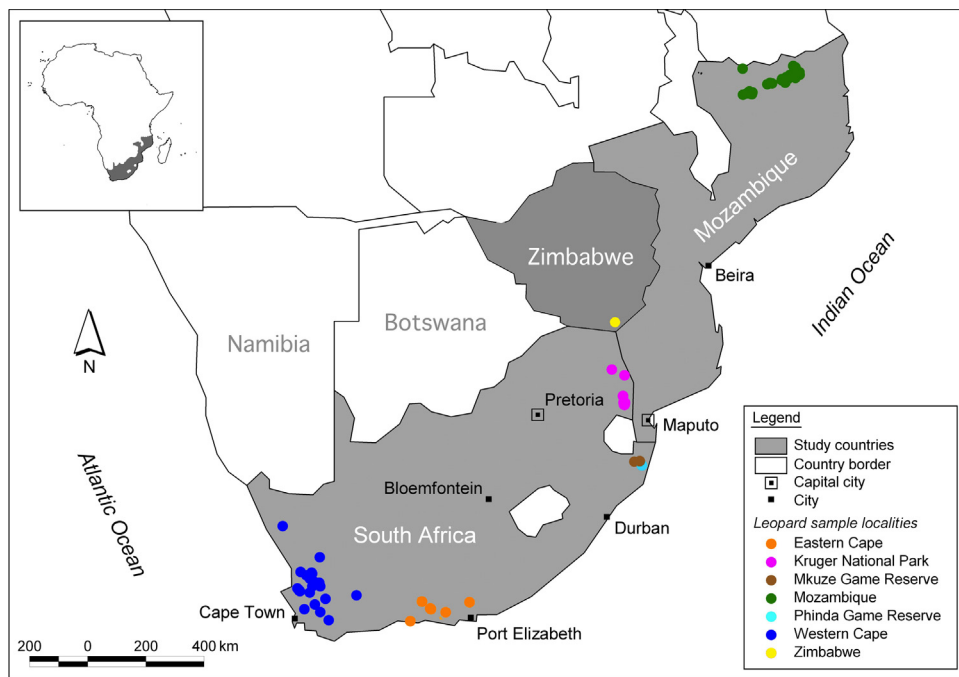 Mozambique
Zimbabwe
Beira
Indian Ocean
Botswana
Namibia
N
Pretoria
Maputo
Atlantic Ocean
Bloemfontein
South Africa
Durban
Cape Town
Port Elizabeth
200 0 200 400 km
Legend
Study countries
Country border
Capital city
City
Leopard sample localities
Eastern Cape
Kruger National Park
Mkuze Game Reserve
Mozambique
Phinda Game Reserve
Western Cape
Zimbabwe